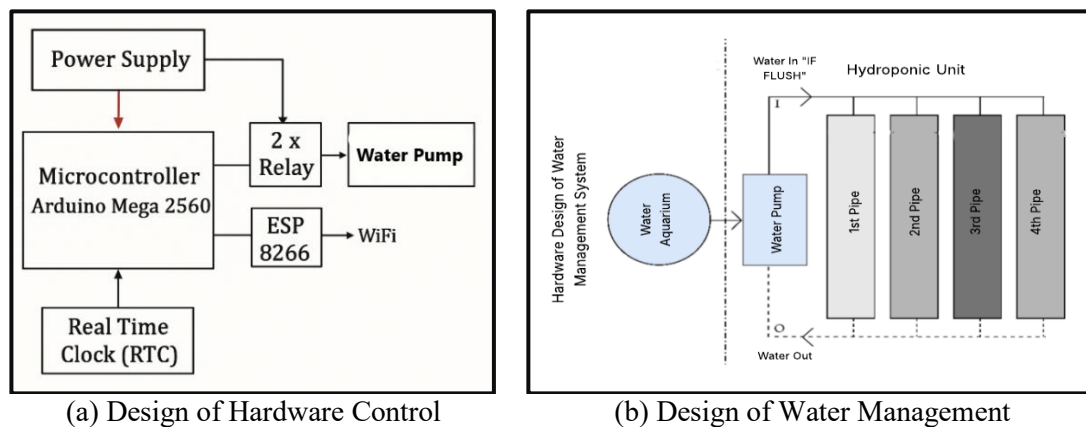 Power Supply
Microcontroller
Arduino Mega 2560
2 x
Relay
Water Pump
ESP
8266
WiFi
Real Time
Clock (RTC)
(a) Design of Hardware Control
Hardware Design of Water
Management System
Water
Aquarium
Water In "IF
FLUSH"
Hydroponic Unit
I
Water Pump
1st Pipe
2nd Pipe
3rd Pipe
4th Pipe
O
Water Out
(b) Design of Water Management